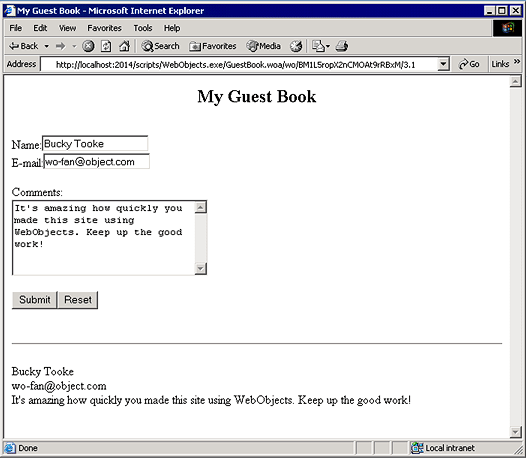 My Guest Book - Microsoft Internet Explorer
File Edit View Favorites Tools Help
Back Search Favorites Media
Address http://localhost:2014/scripts/WebObjects.exe/GuestBook.woa/wo/BM1L5ropX2nCMOAt9rRBxM/3.1 Go Links »
My Guest Book
Name: Bucky Tooke
E-mail: wo-fan@object.com
Comments:
It's amazing how quickly you
made this site using
WebObjects. Keep up the good
work!
Submit Reset
Bucky Tooke
wo-fan@object.com
It's amazing how quickly you made this site using WebObjects. Keep up the good work!
Done Local intranet